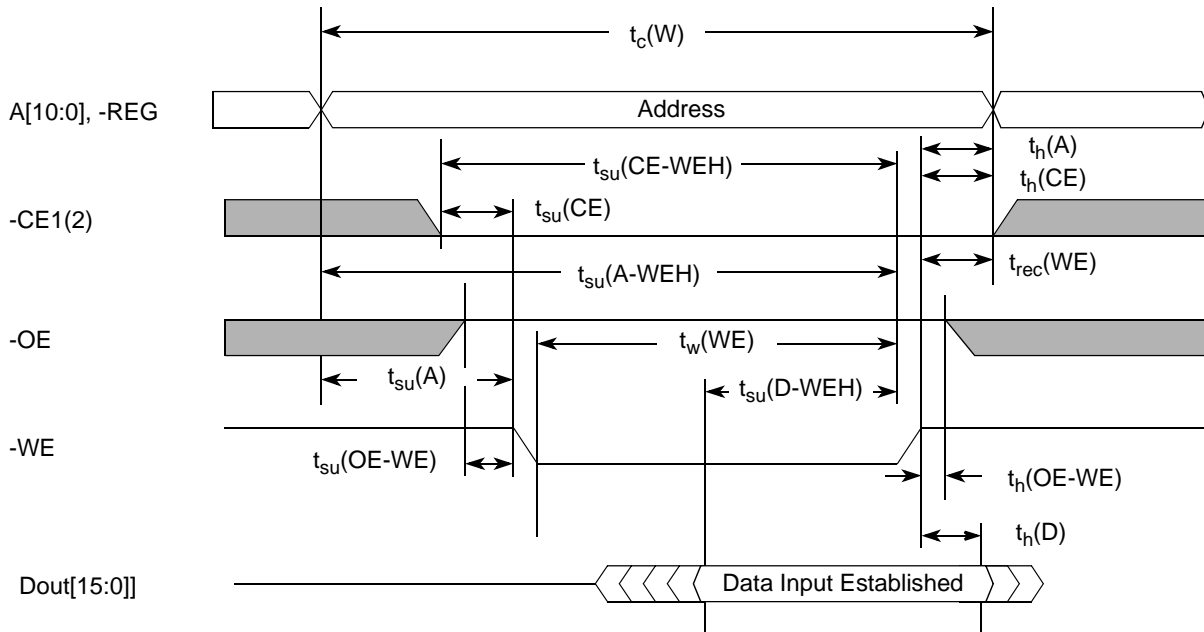 t_c(W)
A[10:0], -REG
Address
t_h(A)
t_su(CE-WEH)
t_h(CE)
-CE1(2)
t_su(CE)
t_su(A-WEH)
t_rec(WE)
-OE
t_w(WE)
t_su(A)
t_su(D-WEH)
-WE
t_su(OE-WE)
t_h(OE-WE)
t_h(D)
Dout[15:0]]
Data Input Established